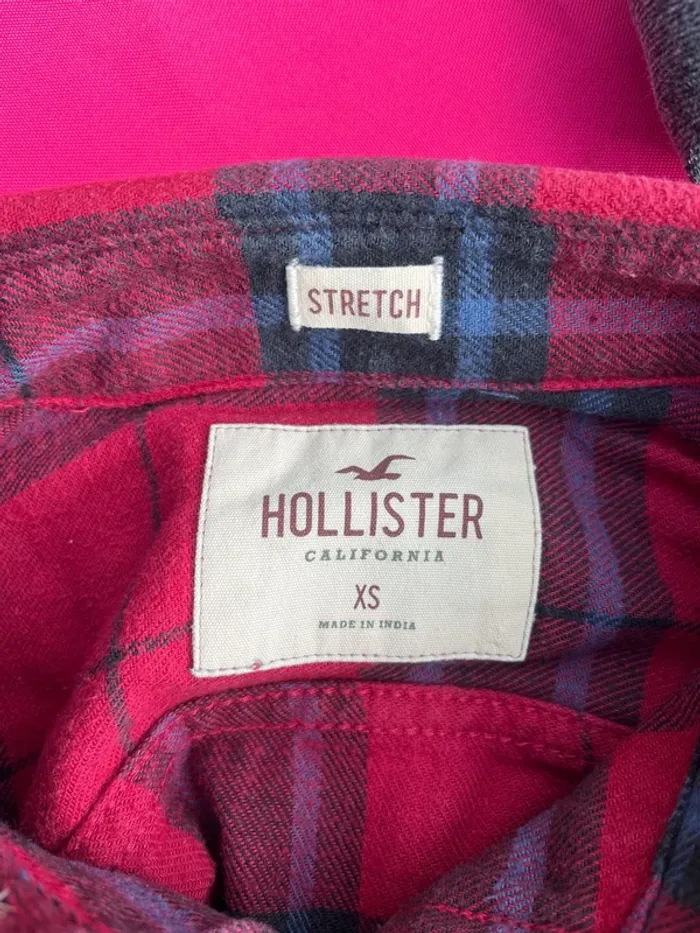 STRETCH
HOLLISTER
CALIFORNIA
XS
MADE IN INDIA